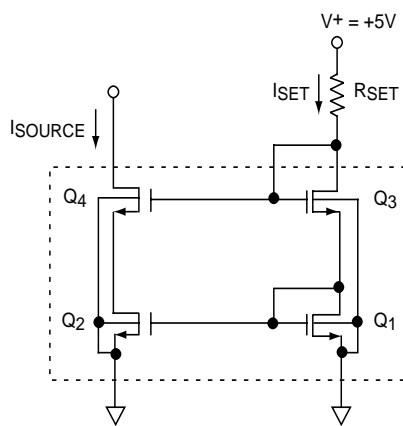 V+ = +5V
ISET
RSET
ISOURCE
Q4
Q3
Q2
Q1